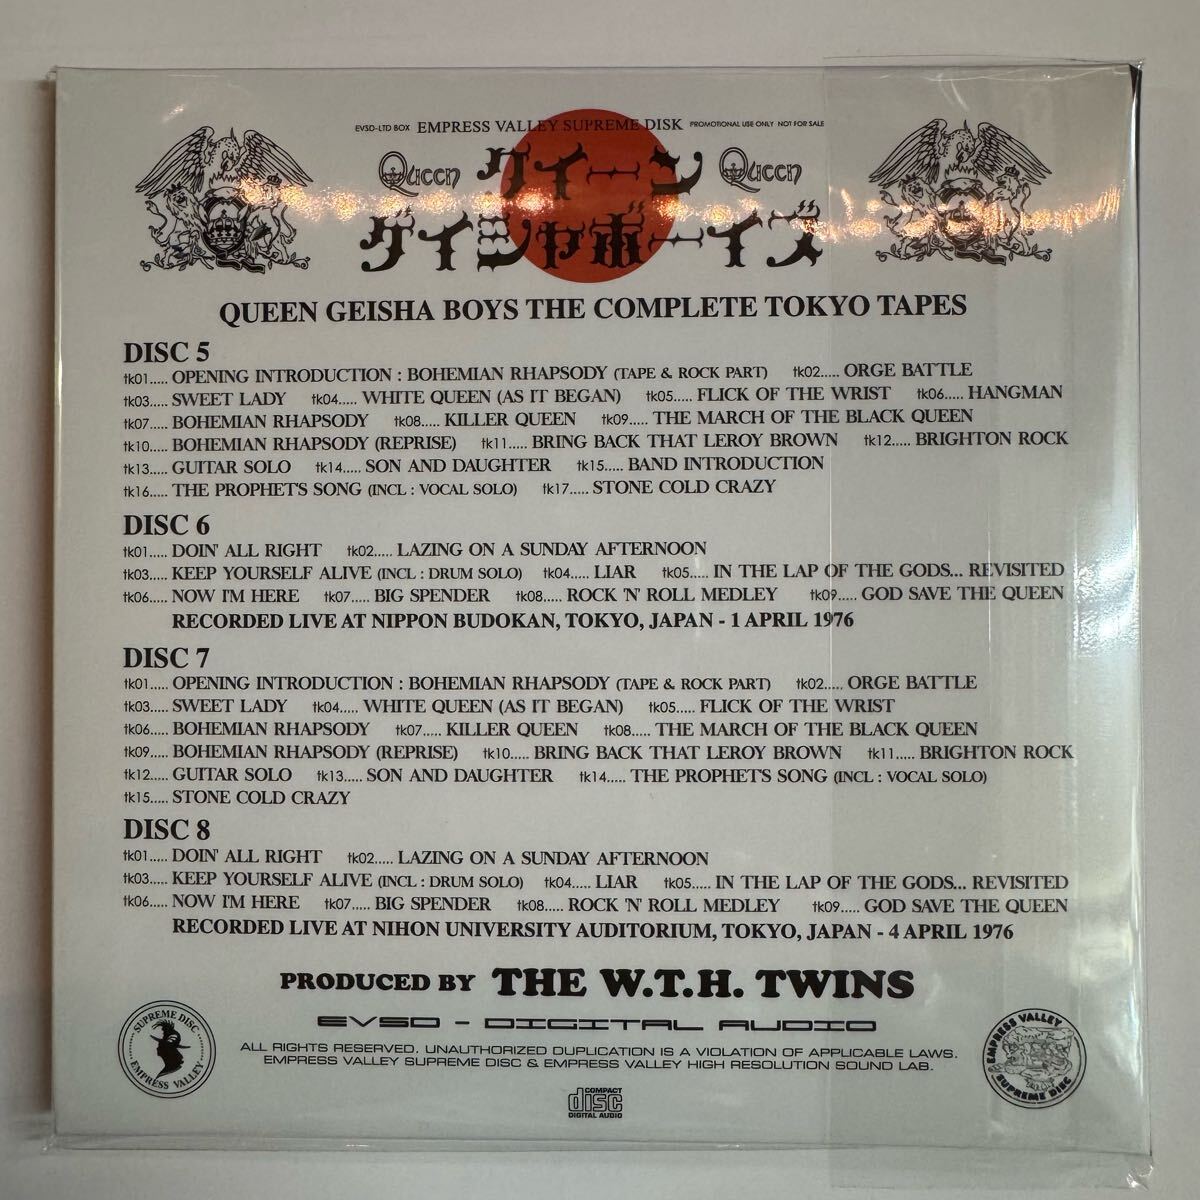 EVSD-LTD BOX EMPRESS VALLEY SUPREME DISK PROMOTIONAL USE ONLY · NOT FOR SALE
Queen クイーン Queen
ゲイシャボーイズ
QUEEN GEISHA BOYS THE COMPLETE TOKYO TAPES
DISC 5
tk01..... OPENING INTRODUCTION : BOHEMIAN RHAPSODY (TAPE & ROCK PART) tk02..... ORGE BATTLE
tk03..... SWEET LADY tk04..... WHITE QUEEN (AS IT BEGAN) tk05..... FLICK OF THE WRIST tk06..... HANGMAN
tk07..... BOHEMIAN RHAPSODY tk08..... KILLER QUEEN tk09..... THE MARCH OF THE BLACK QUEEN
tk10..... BOHEMIAN RHAPSODY (REPRISE) tk11..... BRING BACK THAT LEROY BROWN tk12..... BRIGHTON ROCK
tk13..... GUITAR SOLO tk14..... SON AND DAUGHTER tk15..... BAND INTRODUCTION
tk16..... THE PROPHET'S SONG (INCL : VOCAL SOLO) tk17..... STONE COLD CRAZY
DISC 6
tk01..... DOIN' ALL RIGHT tk02..... LAZING ON A SUNDAY AFTERNOON
tk03..... KEEP YOURSELF ALIVE (INCL : DRUM SOLO) tk04..... LIAR tk05..... IN THE LAP OF THE GODS... REVISITED
tk06..... NOW I'M HERE tk07..... BIG SPENDER tk08..... ROCK 'N' ROLL MEDLEY tk09..... GOD SAVE THE QUEEN
RECORDED LIVE AT NIPPON BUDOKAN, TOKYO, JAPAN - 1 APRIL 1976
DISC 7
tk01..... OPENING INTRODUCTION : BOHEMIAN RHAPSODY (TAPE & ROCK PART) tk02..... ORGE BATTLE
tk03..... SWEET LADY tk04..... WHITE QUEEN (AS IT BEGAN) tk05..... FLICK OF THE WRIST
tk06..... BOHEMIAN RHAPSODY tk07..... KILLER QUEEN tk08..... THE MARCH OF THE BLACK QUEEN
tk09..... BOHEMIAN RHAPSODY (REPRISE) tk10..... BRING BACK THAT LEROY BROWN tk11..... BRIGHTON ROCK
tk12..... GUITAR SOLO tk13..... SON AND DAUGHTER tk14..... THE PROPHET'S SONG (INCL : VOCAL SOLO)
tk15..... STONE COLD CRAZY
DISC 8
tk01..... DOIN' ALL RIGHT tk02..... LAZING ON A SUNDAY AFTERNOON
tk03..... KEEP YOURSELF ALIVE (INCL : DRUM SOLO) tk04..... LIAR tk05..... IN THE LAP OF THE GODS... REVISITED
tk06..... NOW I'M HERE tk07..... BIG SPENDER tk08..... ROCK 'N' ROLL MEDLEY tk09..... GOD SAVE THE QUEEN
RECORDED LIVE AT NIHON UNIVERSITY AUDITORIUM, TOKYO, JAPAN - 4 APRIL 1976
PRODUCED BY THE W.T.H. TWINS
EVSD - DIGITAL AUDIO
SUPREME DISC EMPRESS VALLEY
ALL RIGHTS RESERVED. UNAUTHORIZED DUPLICATION IS A VIOLATION OF APPLICABLE LAWS.
EMPRESS VALLEY SUPREME DISC & EMPRESS VALLEY HIGH RESOLUTION SOUND LAB.
EMPRESS VALLEY SUPREME DISC
COMPACT
disc
DIGITAL AUDIO